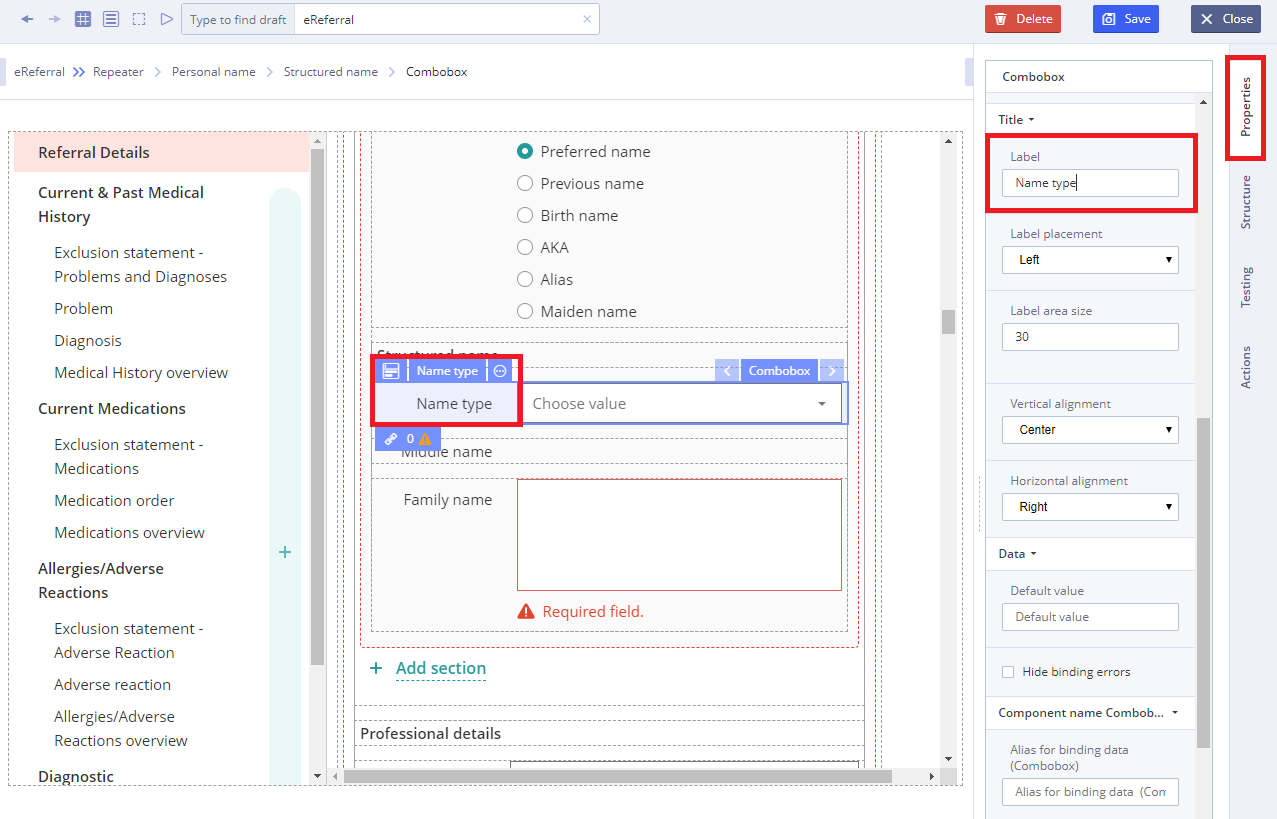 Type to find draft eReferral
Delete Save Close
eReferral Repeater Personal name Structured name Combobox
Referral Details
Current & Past Medical
History
Exclusion statement -
Problems and Diagnoses
Problem
Diagnosis
Medical History overview
Current Medications
Exclusion statement -
Medications
Medication order
Medications overview
Allergies/Adverse
Reactions
Exclusion statement -
Adverse Reaction
Adverse reaction
Allergies/Adverse
Reactions overview
Diagnostic
Preferred name
Previous name
Birth name
AKA
Alias
Maiden name
Structured name
Name type Combobox
Name type Choose value
0
Middle name
Family name
Required field.
Add section
Professional details
Combobox
Title
Label
Name type
Label placement
Left
Label area size
30
Vertical alignment
Center
Horizontal alignment
Right
Data
Default value
Default value
Hide binding errors
Component name Combob...
Alias for binding data
(Combobox)
Alias for binding data (Com
Properties
Structure
Testing
Actions